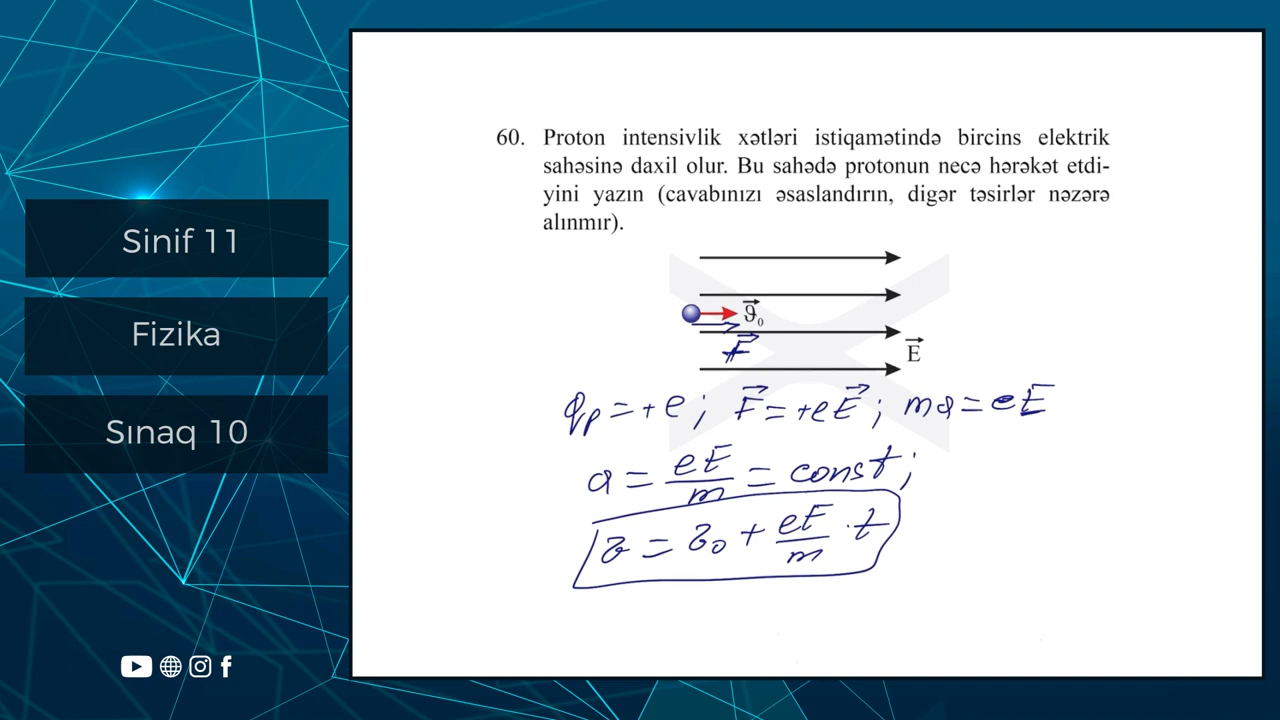 Sinif 11
Fizika
Sınaq 10
60. Proton intensivlik xətləri istiqamətində bircins elektrik
sahəsinə daxil olur. Bu sahədə protonun necə hərəkət etdi-
yini yazın (cavabınızı əsaslandırın, digər təsirlər nəzərə
alınmır).
ϑ⃗₀
F⃗
E⃗
qp = +e; F⃗ = +eE⃗; ma = eE
a = eE/m = const;
ϑ = ϑ₀ + eE/m · t